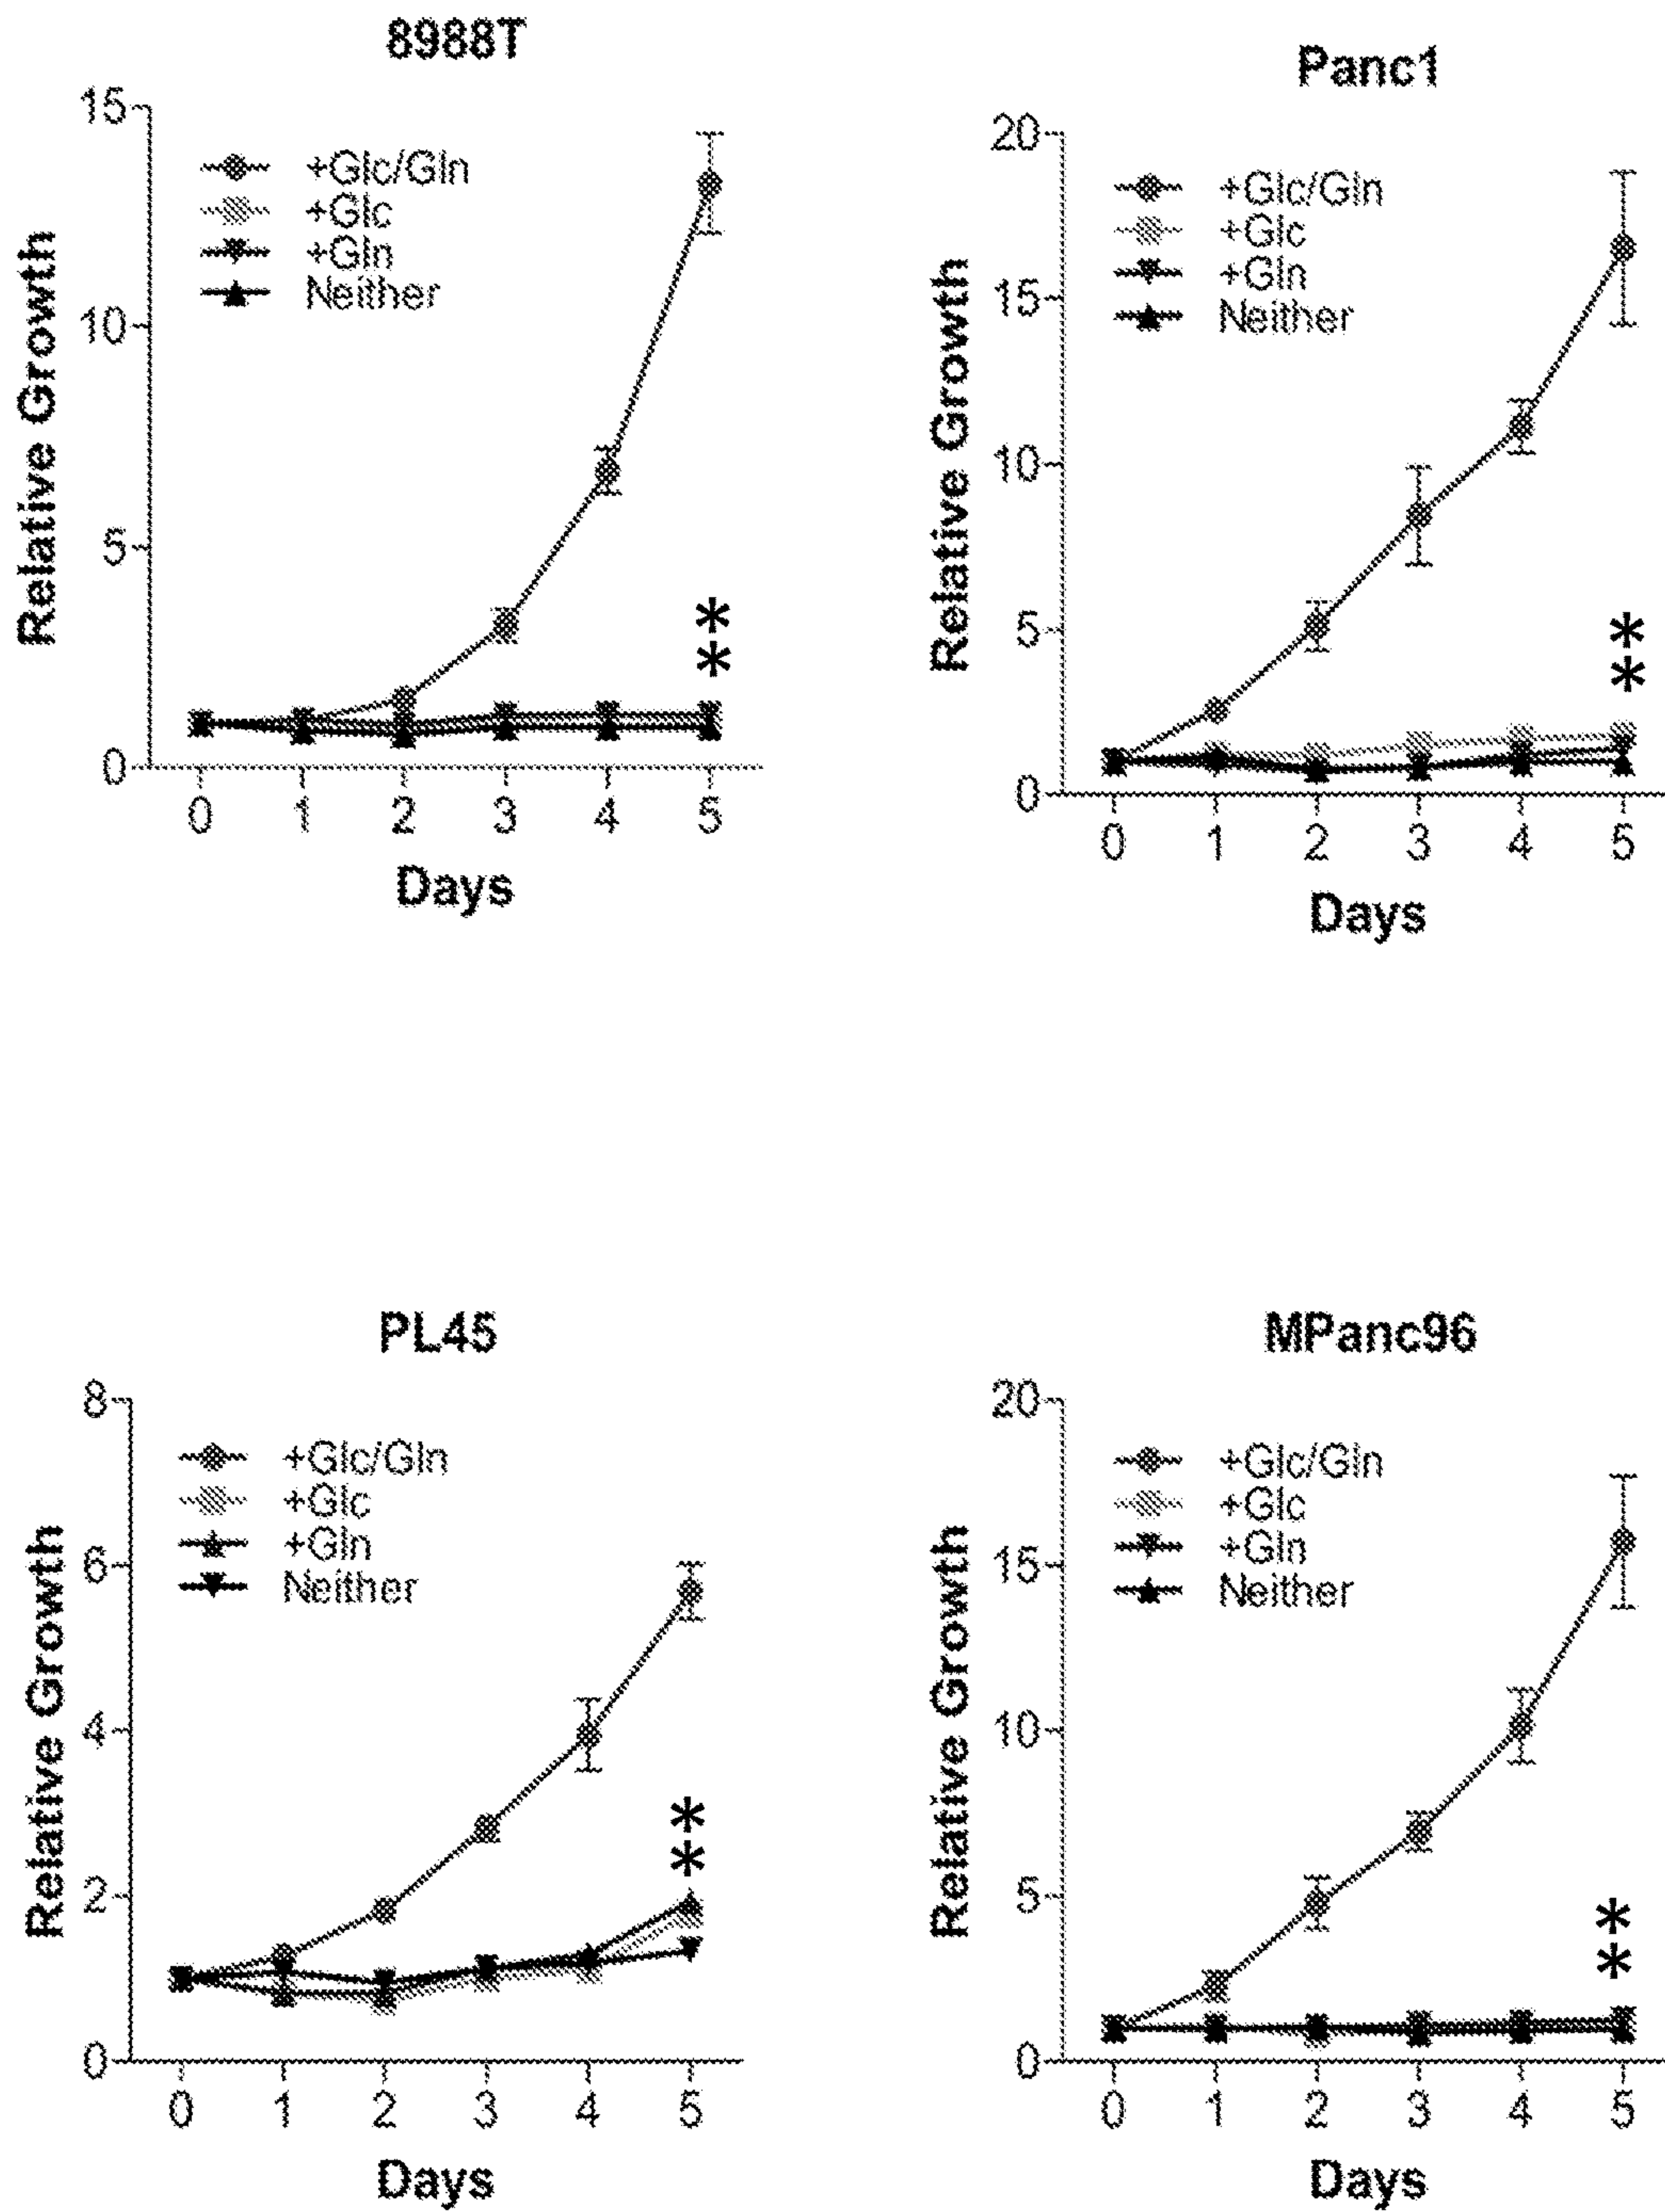 8988T
15
10
5
0
+Glc/Gln
+Glc
+Gln
Neither
Relative Growth
0 1 2 3 4 5
Days
*
*
Panc1
20
15
10
5
0
+Glc/Gln
+Glc
+Gln
Neither
Relative Growth
0 1 2 3 4 5
Days
*
*
PL45
8
6
4
2
0
+Glc/Gln
+Glc
+Gln
Neither
Relative Growth
0 1 2 3 4 5
Days
*
*
MPanc96
20
15
10
5
0
+Glc/Gln
+Glc
+Gln
Neither
Relative Growth
0 1 2 3 4 5
Days
*
*